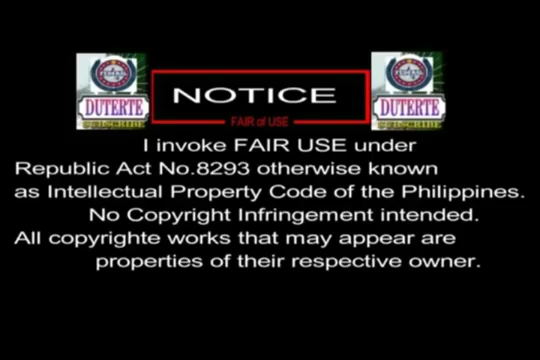 NOTICE
FAIR of USE
DUTERTE
SUBSCRIBE
DUTERTE
SUBSCRIBE
I invoke FAIR USE under
Republic Act No.8293 otherwise known
as Intellectual Property Code of the Philippines.
No Copyright Infringement intended.
All copyrighte works that may appear are
properties of their respective owner.